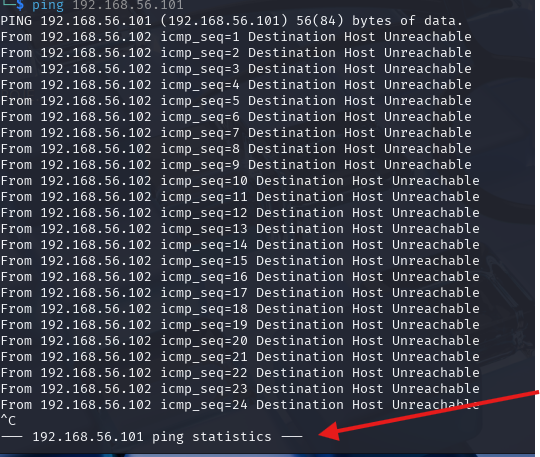 └─$ ping 192.168.56.101
PING 192.168.56.101 (192.168.56.101) 56(84) bytes of data.
From 192.168.56.102 icmp_seq=1 Destination Host Unreachable
From 192.168.56.102 icmp_seq=2 Destination Host Unreachable
From 192.168.56.102 icmp_seq=3 Destination Host Unreachable
From 192.168.56.102 icmp_seq=4 Destination Host Unreachable
From 192.168.56.102 icmp_seq=5 Destination Host Unreachable
From 192.168.56.102 icmp_seq=6 Destination Host Unreachable
From 192.168.56.102 icmp_seq=7 Destination Host Unreachable
From 192.168.56.102 icmp_seq=8 Destination Host Unreachable
From 192.168.56.102 icmp_seq=9 Destination Host Unreachable
From 192.168.56.102 icmp_seq=10 Destination Host Unreachable
From 192.168.56.102 icmp_seq=11 Destination Host Unreachable
From 192.168.56.102 icmp_seq=12 Destination Host Unreachable
From 192.168.56.102 icmp_seq=13 Destination Host Unreachable
From 192.168.56.102 icmp_seq=14 Destination Host Unreachable
From 192.168.56.102 icmp_seq=15 Destination Host Unreachable
From 192.168.56.102 icmp_seq=16 Destination Host Unreachable
From 192.168.56.102 icmp_seq=17 Destination Host Unreachable
From 192.168.56.102 icmp_seq=18 Destination Host Unreachable
From 192.168.56.102 icmp_seq=19 Destination Host Unreachable
From 192.168.56.102 icmp_seq=20 Destination Host Unreachable
From 192.168.56.102 icmp_seq=21 Destination Host Unreachable
From 192.168.56.102 icmp_seq=22 Destination Host Unreachable
From 192.168.56.102 icmp_seq=23 Destination Host Unreachable
From 192.168.56.102 icmp_seq=24 Destination Host Unreachable
^C
--- 192.168.56.101 ping statistics ---